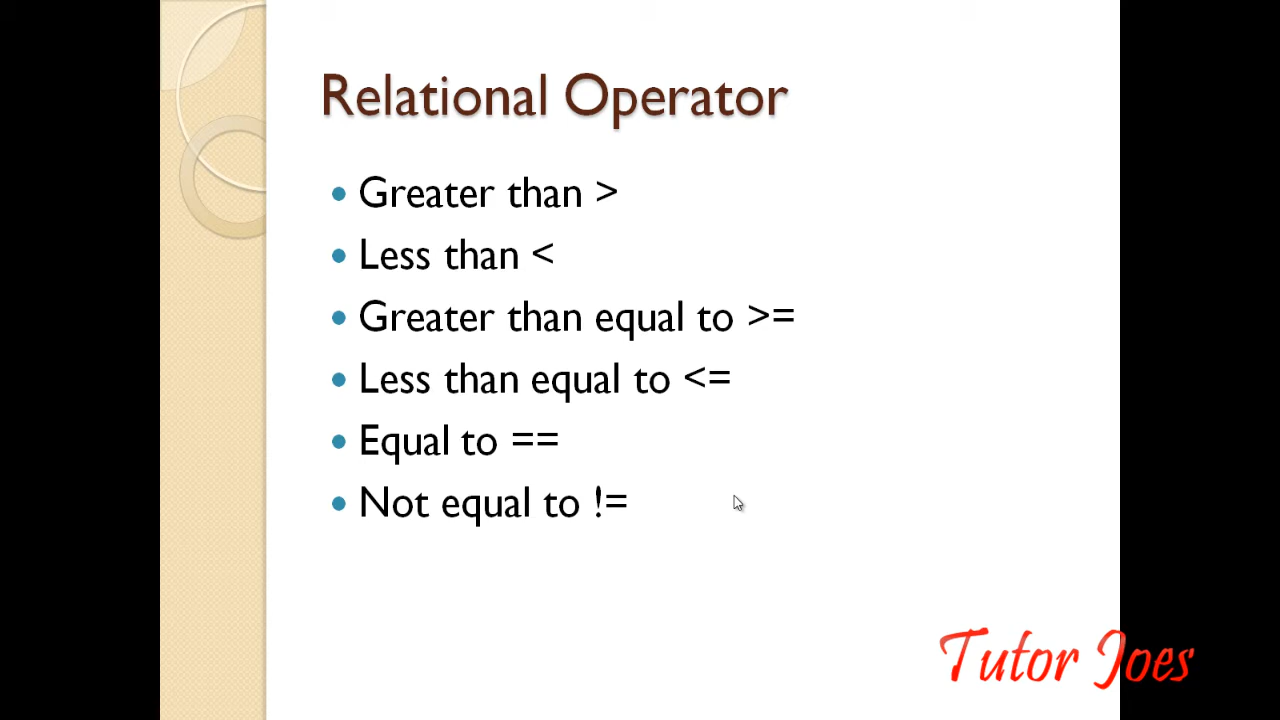 Relational Operator
• Greater than >
• Less than <
• Greater than equal to >=
• Less than equal to <=
• Equal to ==
• Not equal to !=
Tutor Joes